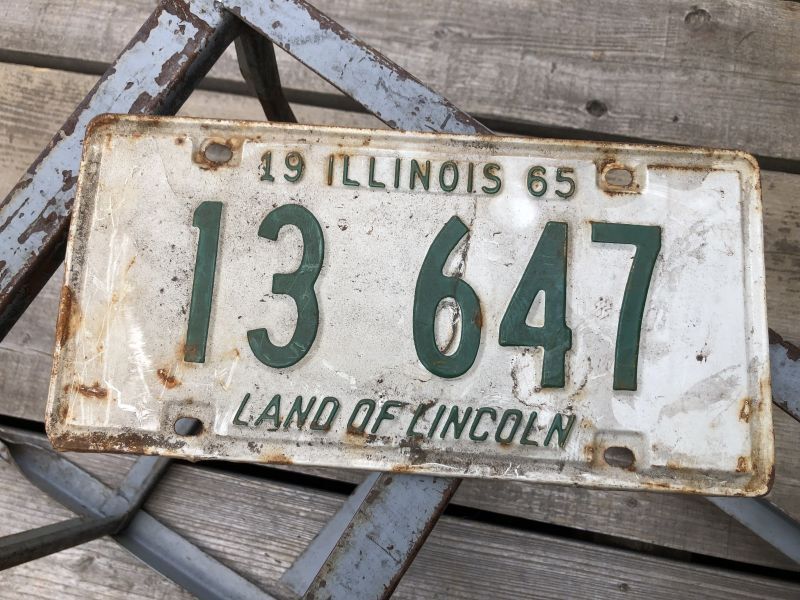 19 ILLINOIS 65
13 647
LAND OF LINCOLN